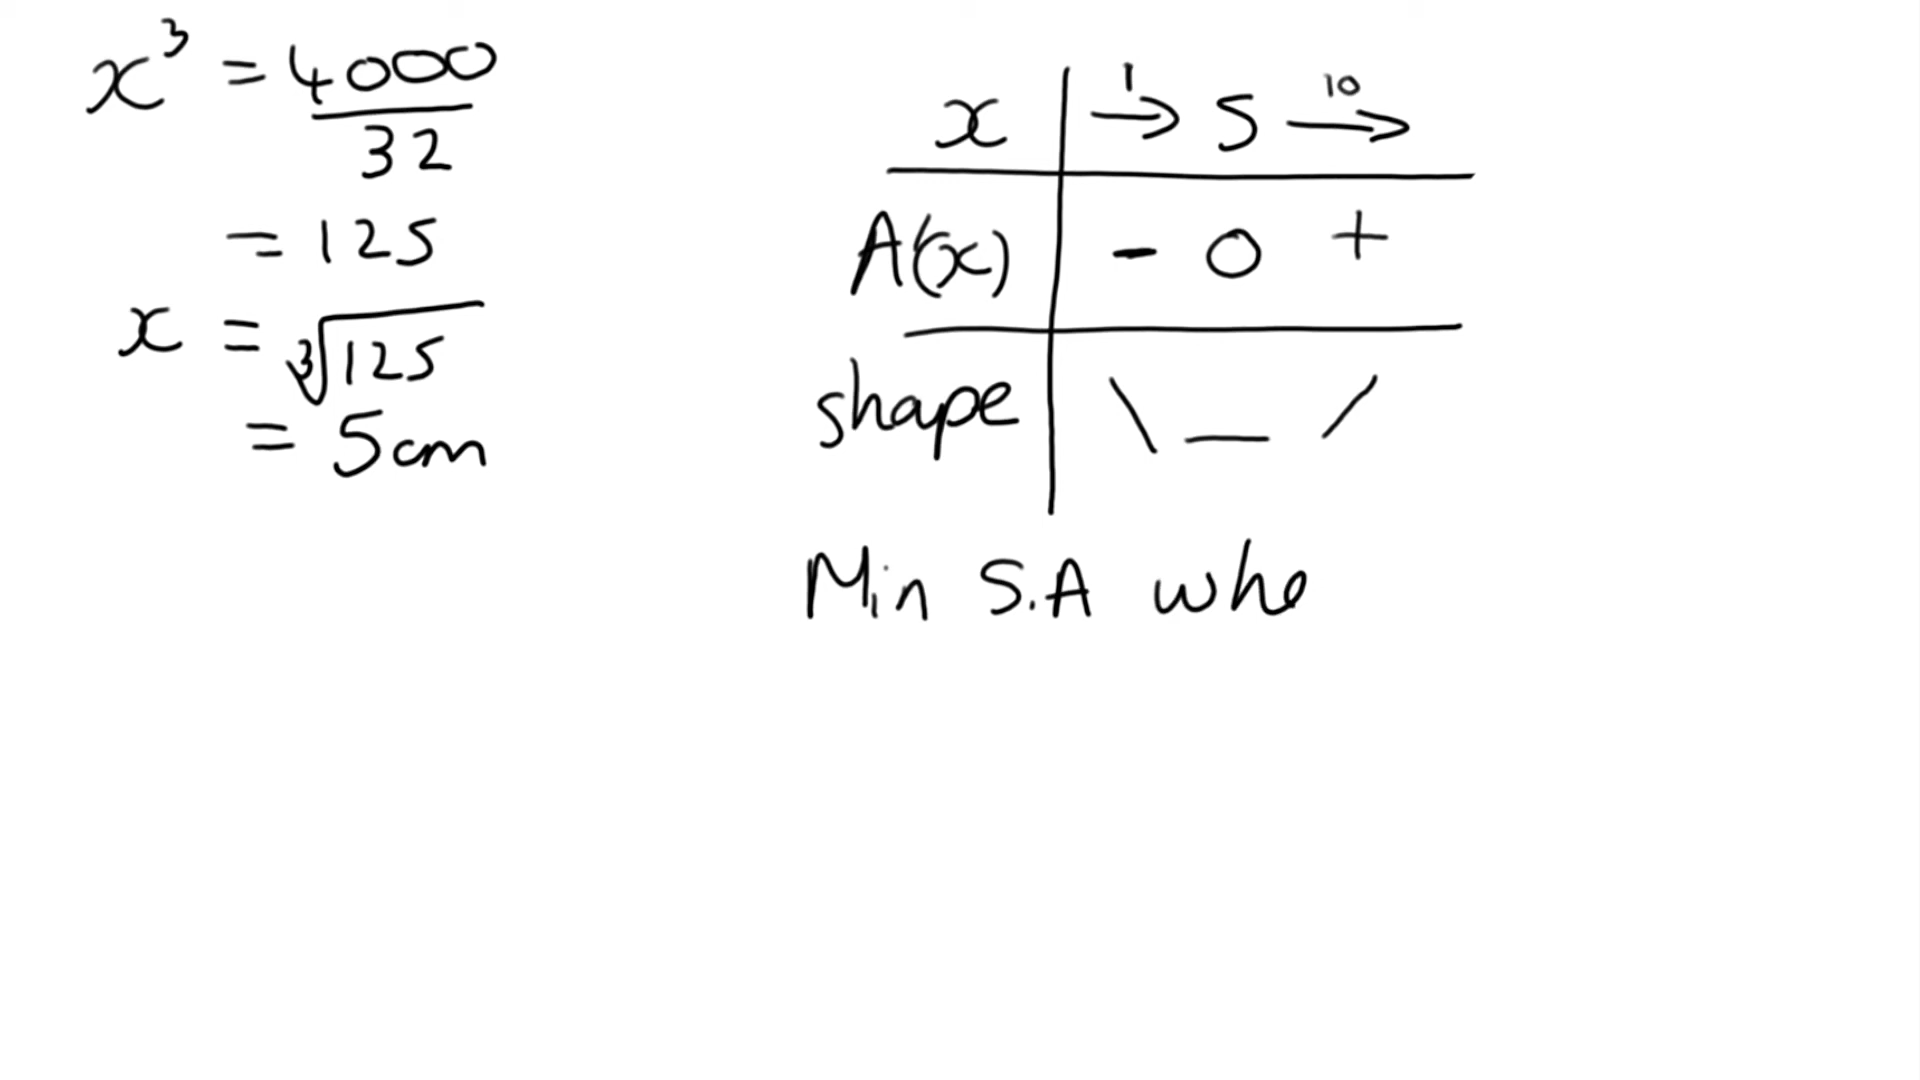 x³ = 4000/32
= 125
x = ∛125
= 5cm
x | 1→ 5 10→
A'(x) | - 0 +
shape | \ _ /
Min S.A whe